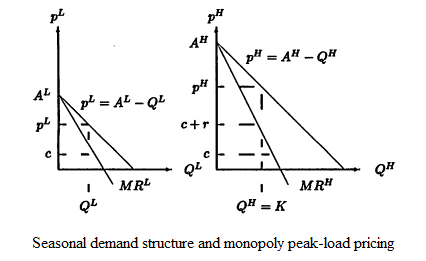 p^L
A^L
p^L = A^L − Q^L
p^L
c
Q^L
MR^L
Q^L
p^H
A^H
p^H = A^H − Q^H
p^H
c + r
c
Q^H
MR^H
Q^H = K
Seasonal demand structure and monopoly peak-load pricing